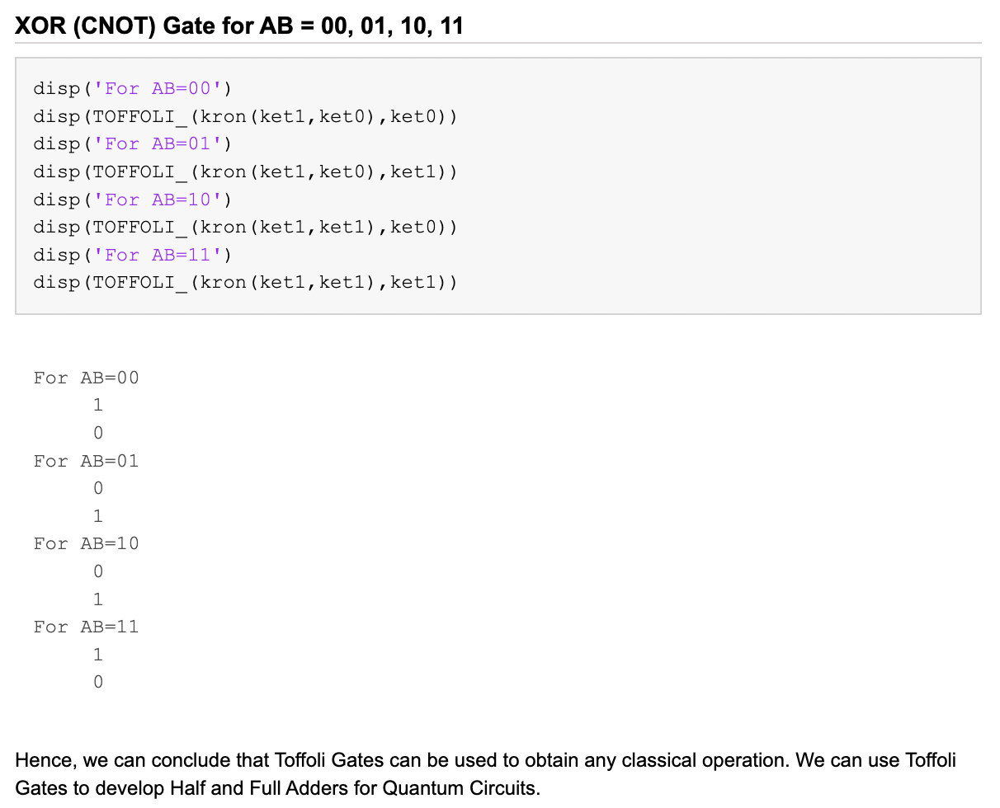 XOR (CNOT) Gate for AB = 00, 01, 10, 11
disp('For AB=00')
disp(TOFFOLI_(kron(ket1,ket0),ket0))
disp('For AB=01')
disp(TOFFOLI_(kron(ket1,ket0),ket1))
disp('For AB=10')
disp(TOFFOLI_(kron(ket1,ket1),ket0))
disp('For AB=11')
disp(TOFFOLI_(kron(ket1,ket1),ket1))
For AB=00
1
0
For AB=01
0
1
For AB=10
0
1
For AB=11
1
0
Hence, we can conclude that Toffoli Gates can be used to obtain any classical operation. We can use Toffoli
Gates to develop Half and Full Adders for Quantum Circuits.